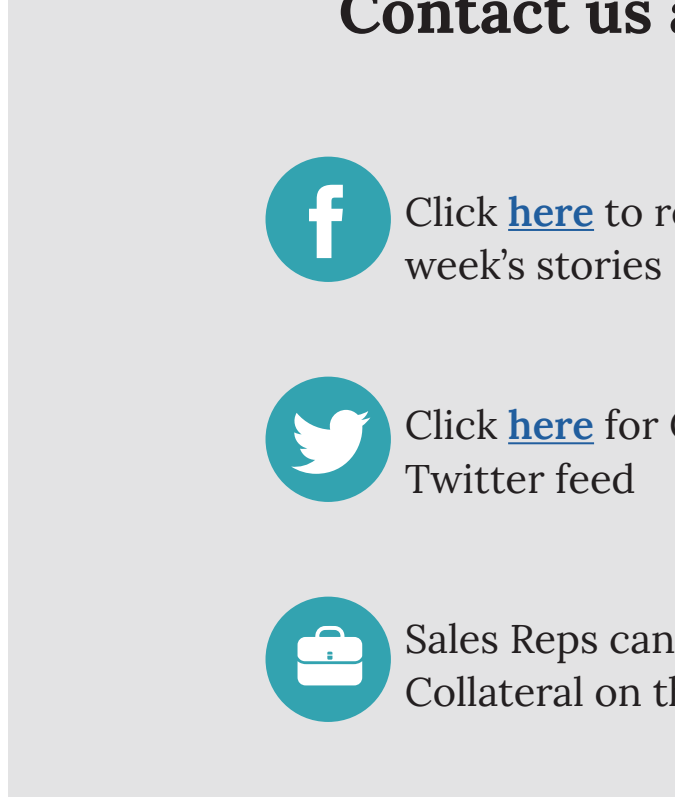 Contact us
Click here to
week's stories
Click here for
Twitter feed
Sales Reps can
Collateral on